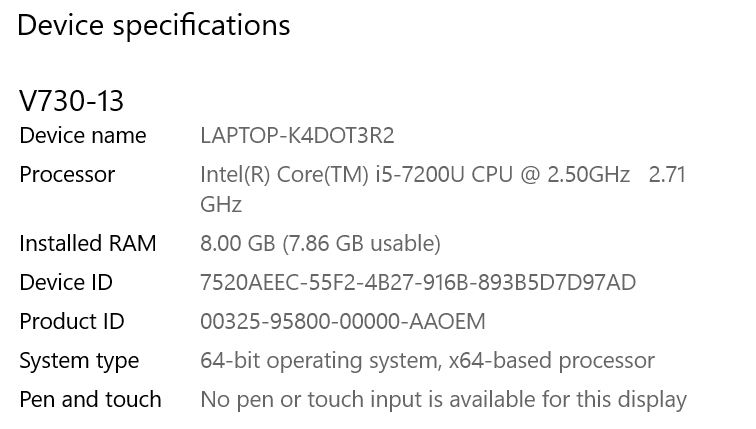 Device specifications
V730-13
Device name LAPTOP-K4DOT3R2
Processor Intel(R) Core(TM) i5-7200U CPU @ 2.50GHz 2.71
GHz
Installed RAM 8.00 GB (7.86 GB usable)
Device ID 7520AEEC-55F2-4B27-916B-893B5D7D97AD
Product ID 00325-95800-00000-AAOEM
System type 64-bit operating system, x64-based processor
Pen and touch No pen or touch input is available for this display